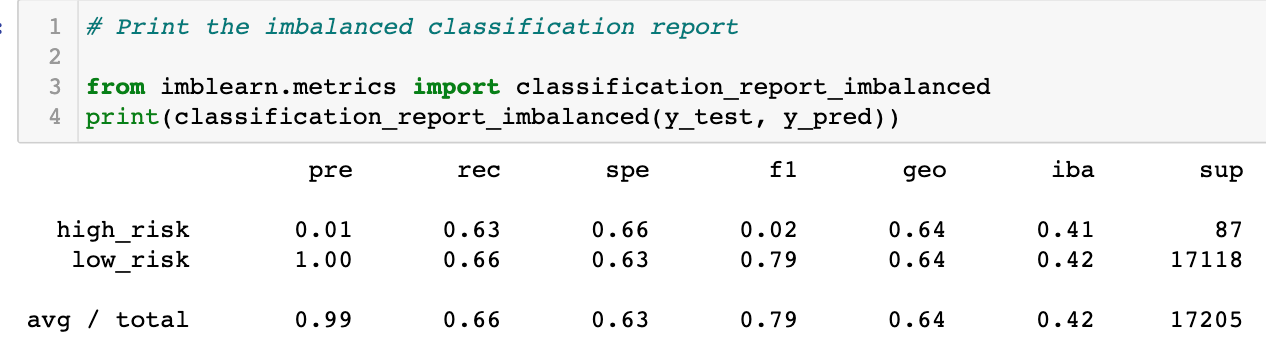 1 # Print the imbalanced classification report
2
3 from imblearn.metrics import classification_report_imbalanced
4 print(classification_report_imbalanced(y_test, y_pred))
pre rec spe f1 geo iba sup
high_risk 0.01 0.63 0.66 0.02 0.64 0.41 87
low_risk 1.00 0.66 0.63 0.79 0.64 0.42 17118
avg / total 0.99 0.66 0.63 0.79 0.64 0.42 17205